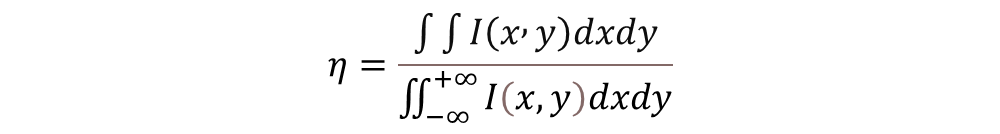 η = ∫ ∫ I(x, y)dxdy / ∬_{-∞}^{+∞} I(x, y)dxdy